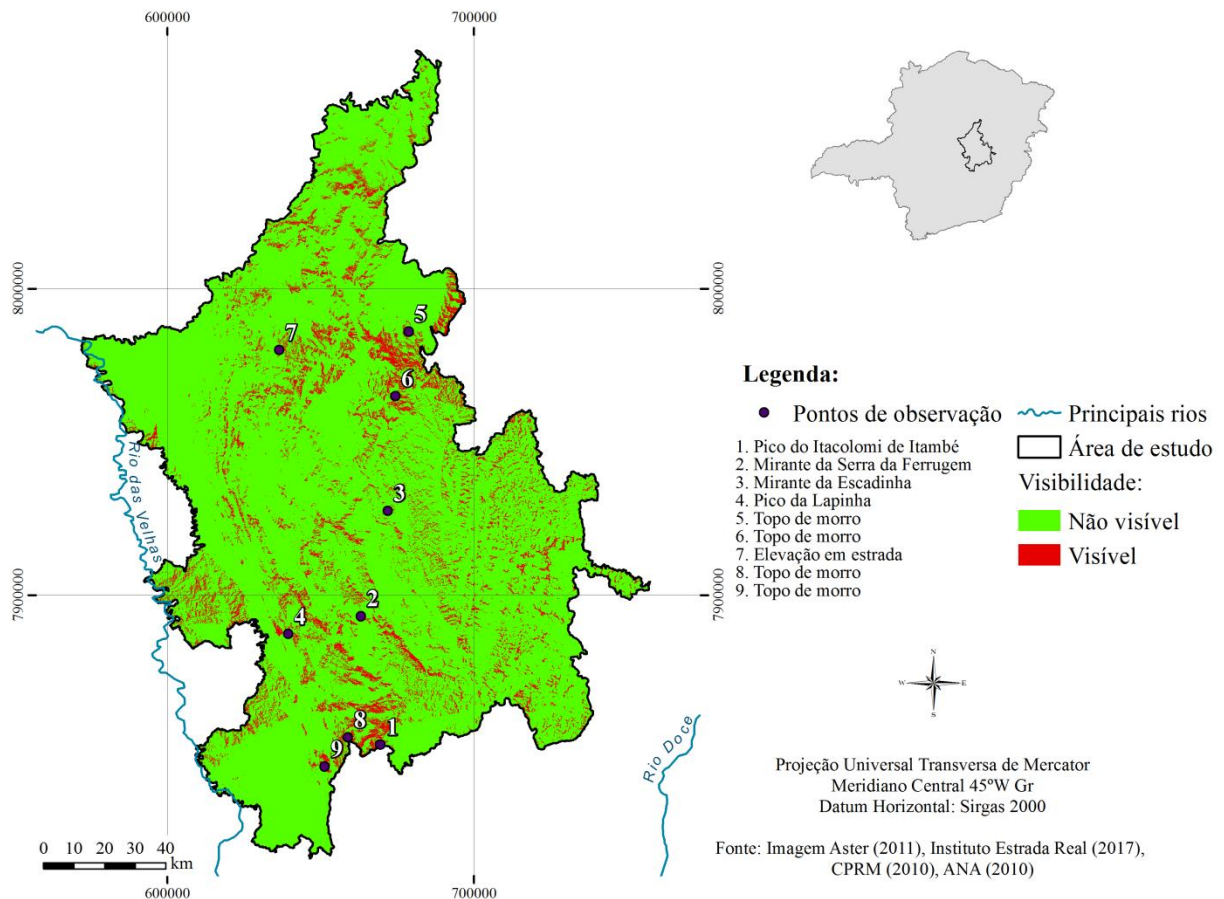 600000
700000
8000000
8000000
7900000
7900000
Rio das Velhas
Rio Doce
5
7
6
3
2
4
8
1
9
Legenda:
Pontos de observação
1. Pico do Itacolomi de Itambé
2. Mirante da Serra da Ferrugem
3. Mirante da Escadinha
4. Pico da Lapinha
5. Topo de morro
6. Topo de morro
7. Elevação em estrada
8. Topo de morro
9. Topo de morro
Principais rios
Área de estudo
Visibilidade:
Não visível
Visível
N
W E
S
Projeção Universal Transversa de Mercator
Meridiano Central 45ºW Gr
Datum Horizontal: Sirgas 2000
Fonte: Imagem Aster (2011), Instituto Estrada Real (2017),
CPRM (2010), ANA (2010)
0 10 20 30 40
km
600000
700000